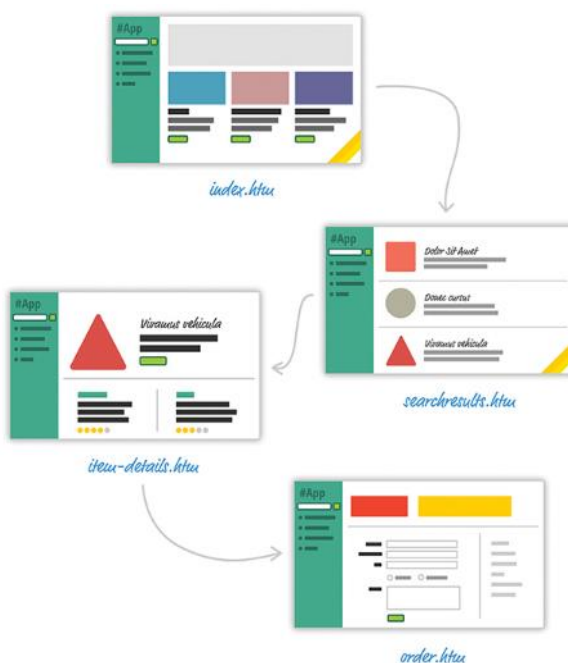 #App
index.htm
#App
Dolor Sit Amet
Donec cursus
Vivamus vehicula
searchresults.htm
#App
Vivamus vehicula
item-details.htm
#App
order.htm